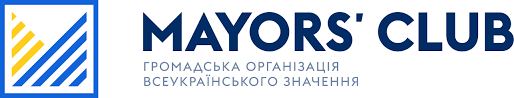 MAYORS' CLUB
ГРОМАДСЬКА ОРГАНІЗАЦІЯ
ВСЕУКРАЇНСЬКОГО ЗНАЧЕННЯ